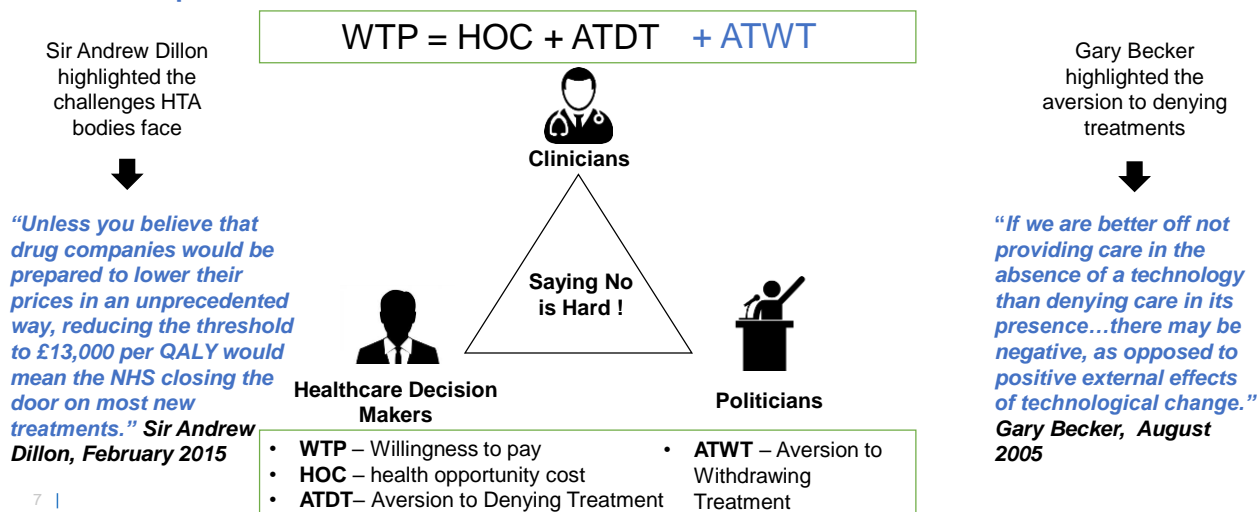 WTP = HOC + ATDT + ATWT
Sir Andrew Dillon
highlighted the
challenges HTA
bodies face
“Unless you believe that
drug companies would be
prepared to lower their
prices in an unprecedented
way, reducing the threshold
to £13,000 per QALY would
mean the NHS closing the
door on most new
treatments.” Sir Andrew
Dillon, February 2015
Clinicians
Saying No
is Hard !
Healthcare Decision
Makers
Politicians
Gary Becker
highlighted the
aversion to denying
treatments
“If we are better off not
providing care in the
absence of a technology
than denying care in its
presence…there may be
negative, as opposed to
positive external effects
of technological change.”
Gary Becker, August
2005
• WTP – Willingness to pay
• HOC – health opportunity cost
• ATDT– Aversion to Denying Treatment
• ATWT – Aversion to
Withdrawing
Treatment
7 |